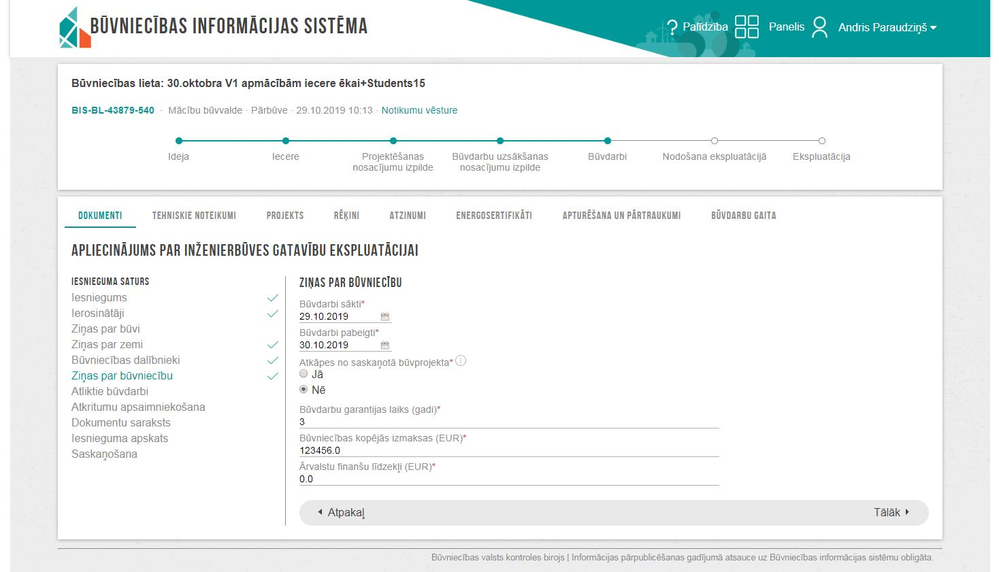 BŪVNIECĪBAS INFORMĀCIJAS SISTĒMA
? Palīdzība Panelis Andris Paraudziņš
Būvniecības lieta: 30.oktobra V1 apmācībām iecere ēkai+Students15
BIS-BL-43879-540 · Mācību būvvalde · Pārbūve · 29.10.2019 10:13 · Notikumu vēsture
Ideja
Iecere
Projektēšanas
nosacījumu izpilde
Būvdarbu uzsākšanas
nosacījumu izpilde
Būvdarbi
Nodošana ekspluatācijā
Ekspluatācija
DOKUMENTI TEHNISKIE NOTEIKUMI PROJEKTS RĒĶINI ATZINUMI ENERGOSERTIFIKĀTI APTURĒŠANA UN PĀRTRAUKUMI BŪVDARBU GAITA
APLIECINĀJUMS PAR INŽENIERBŪVES GATAVĪBU EKSPLUATĀCIJAI
IESNIEGUMA SATURS
Iesniegums
Ierosinātāji
Ziņas par būvi
Ziņas par zemi
Būvniecības dalībnieki
Ziņas par būvniecību
Atliktie būvdarbi
Atkritumu apsaimniekošana
Dokumentu saraksts
Iesnieguma apskats
Saskaņošana
ZIŅAS PAR BŪVNIECĪBU
Būvdarbi sākti*
29.10.2019
Būvdarbi pabeigti*
30.10.2019
Atkāpes no saskaņotā būvprojekta*
Jā
Nē
Būvdarbu garantijas laiks (gadi)*
3
Būvniecības kopējās izmaksas (EUR)*
123456.0
Ārvalstu finanšu līdzekļi (EUR)*
0.0
Atpakaļ Tālāk
Būvniecības valsts kontroles birojs | Informācijas pārpublicēšanas gadījumā atsauce uz Būvniecības informācijas sistēmu obligāta.